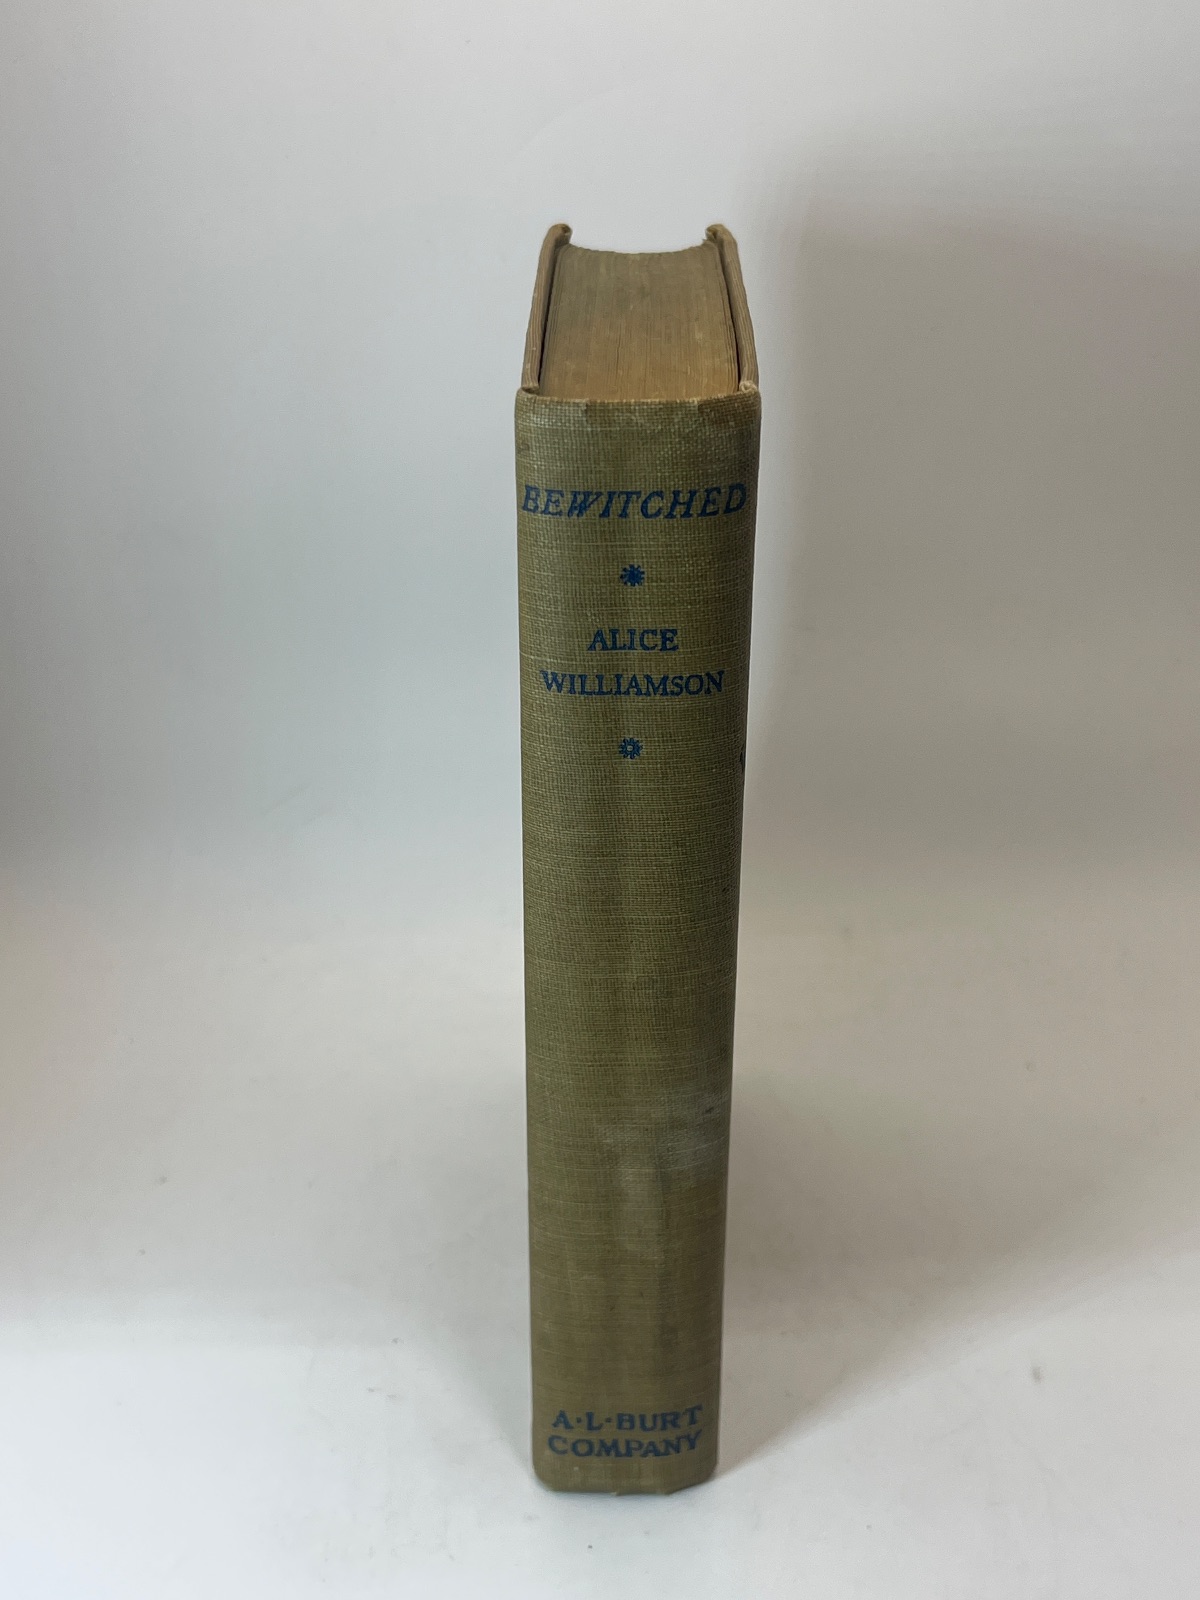 BEWITCHED
ALICE
WILLIAMSON
A·L·BURT
COMPANY